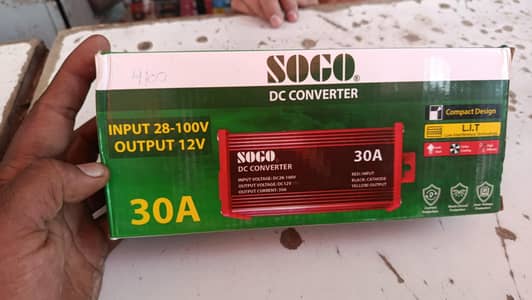 4100
SOGO®
DC CONVERTER
INPUT 28-100V
OUTPUT 12V
30A
Compact Design
L.I.T
SOGO
DC CONVERTER
30A
INPUT VOLTAGE: DC28-100V
OUTPUT VOLTAGE: DC12V
OUTPUT CURRENT: 30A
RED: INPUT
BLACK: CATHODE
YELLOW: OUTPUT